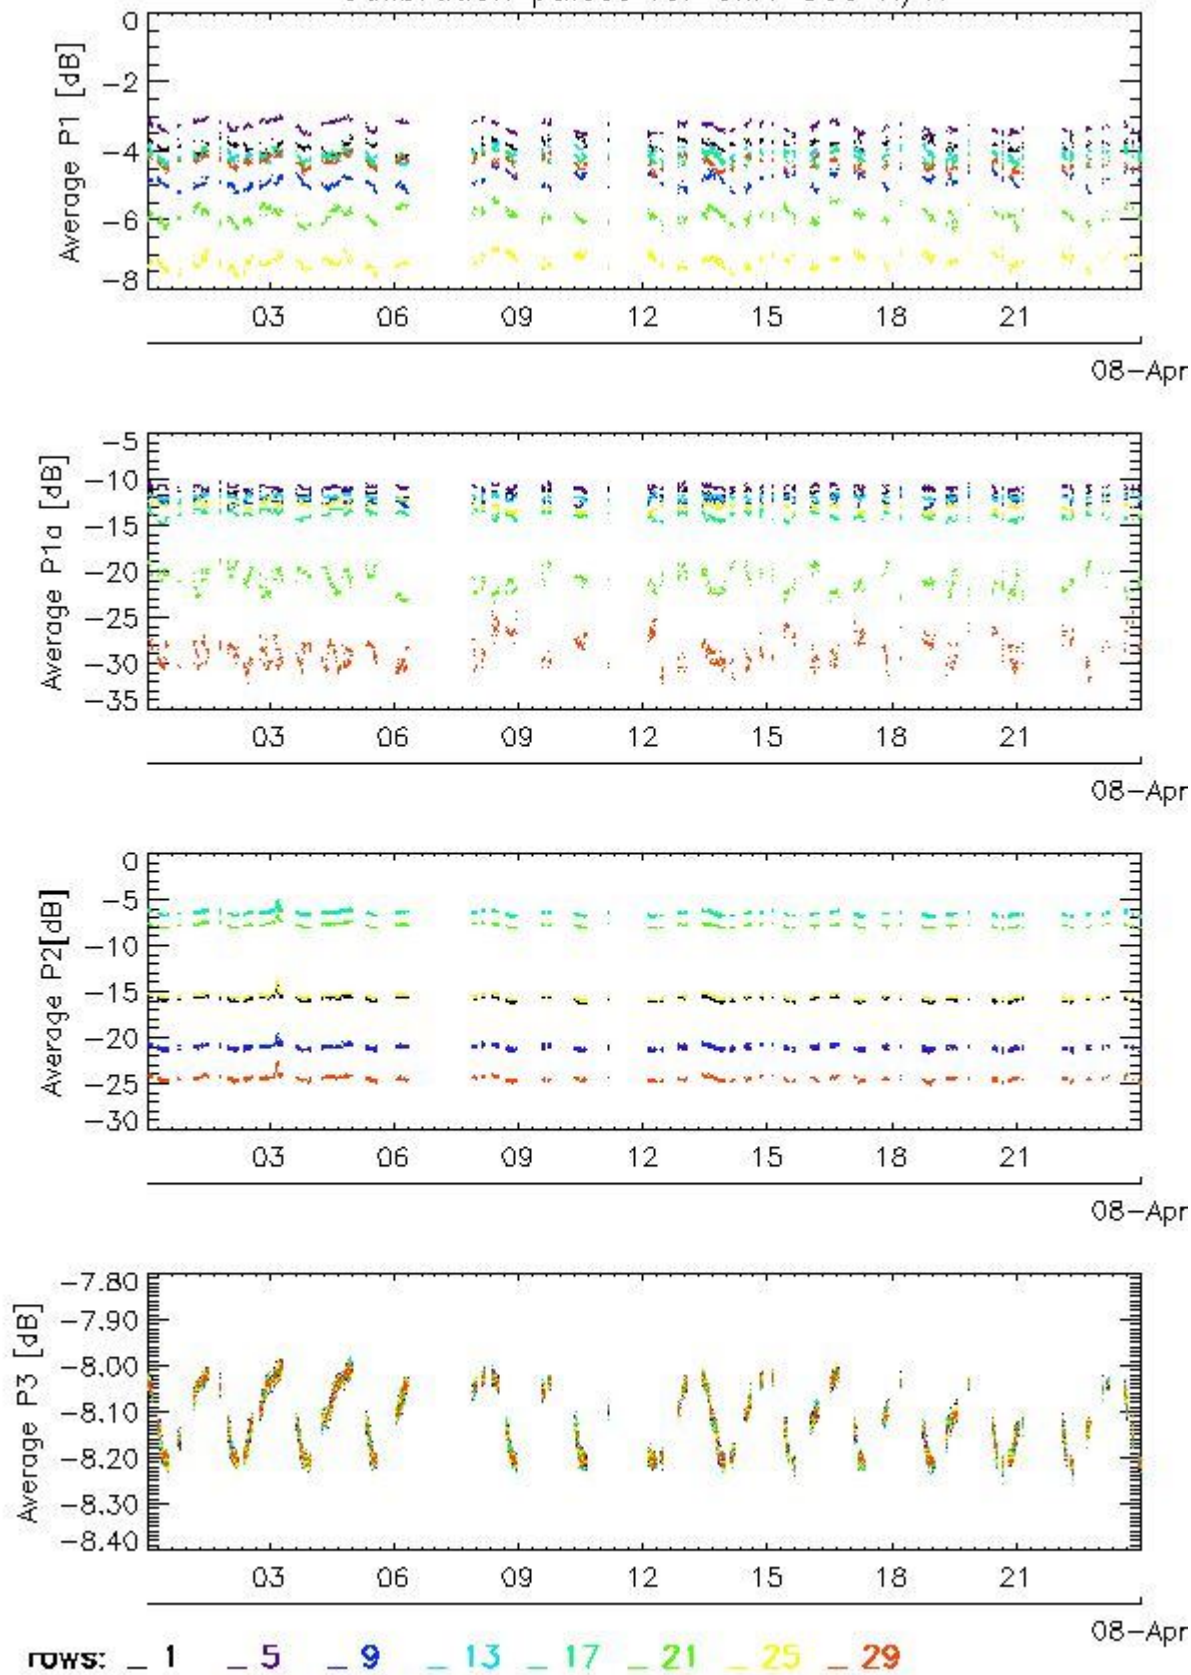 0
-2
-4
-6
-8
Average P1 [dB]
03 06 09 12 15 18 21
08-Apr
-5
-10
-15
-20
-25
-30
-35
Average P1a [dB]
03 06 09 12 15 18 21
08-Apr
0
-5
-10
-15
-20
-25
-30
Average P2[dB]
03 06 09 12 15 18 21
08-Apr
-7.80
-7.90
-8.00
-8.10
-8.20
-8.30
-8.40
Average P3 [dB]
03 06 09 12 15 18 21
08-Apr
rows: _ 1 _ 5 _ 9 _ 13 _ 17 _ 21 _ 25 _ 29